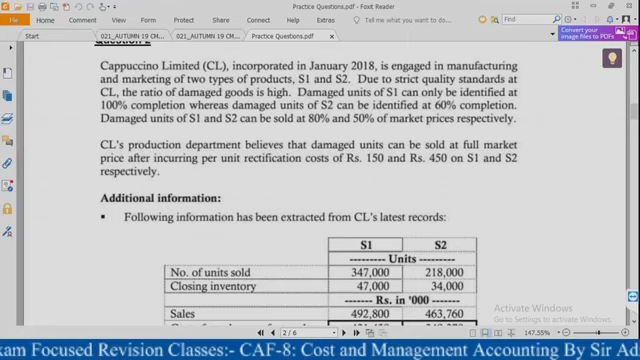 Practice Questions.pdf - Foxit Reader
File Home Comment View Form Protect Share Help Tell me what you want to do... Find
Start 021_AUTUMN 19 CM... 021_AUTUMN 19 CM... Practice Questions.pdf Convert your image files to PDFs.
Question 2
Cappuccino Limited (CL), incorporated in January 2018, is engaged in manufacturing
and marketing of two types of products, S1 and S2. Due to strict quality standards at
CL, the ratio of damaged goods is high. Damaged units of S1 can only be identified at
100% completion whereas damaged units of S2 can be identified at 60% completion.
Damaged units of S1 and S2 can be sold at 80% and 50% of market prices respectively.
CL's production department believes that damaged units can be sold at full market
price after incurring per unit rectification costs of Rs. 150 and Rs. 450 on S1 and S2
respectively.
Additional information:
▪ Following information has been extracted from CL's latest records:
S1 S2
--------- Units ---------
No. of units sold 347,000 218,000
Closing inventory 47,000 34,000
------- Rs. in '000 -------
Sales 492,800 463,760
Activate Windows
Go to Settings to activate Windows.
2 / 6 147.55%
xam Focused Revision Classes:- CAF-8: Cost and Management Accounting By Sir Ad